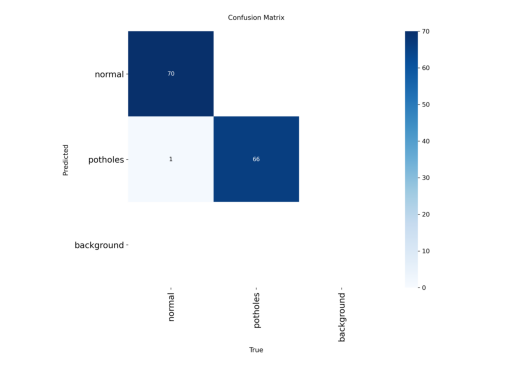 Confusion Matrix
70
60
50
40
30
20
10
0
normal
70
potholes
1 66
background
Predicted
normal
potholes
background
True